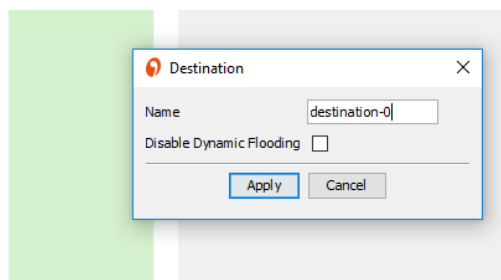 Destination
Name destination-0
Disable Dynamic Flooding
Apply Cancel